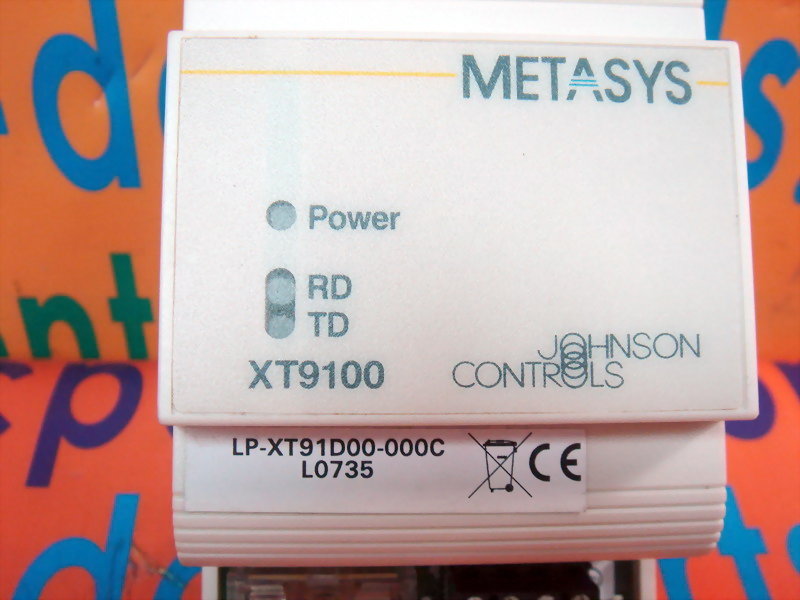 METASYS
Power
RD
TD
XT9100
JOHNSON
CONTROLS
LP-XT91D00-000C
L0735
CE